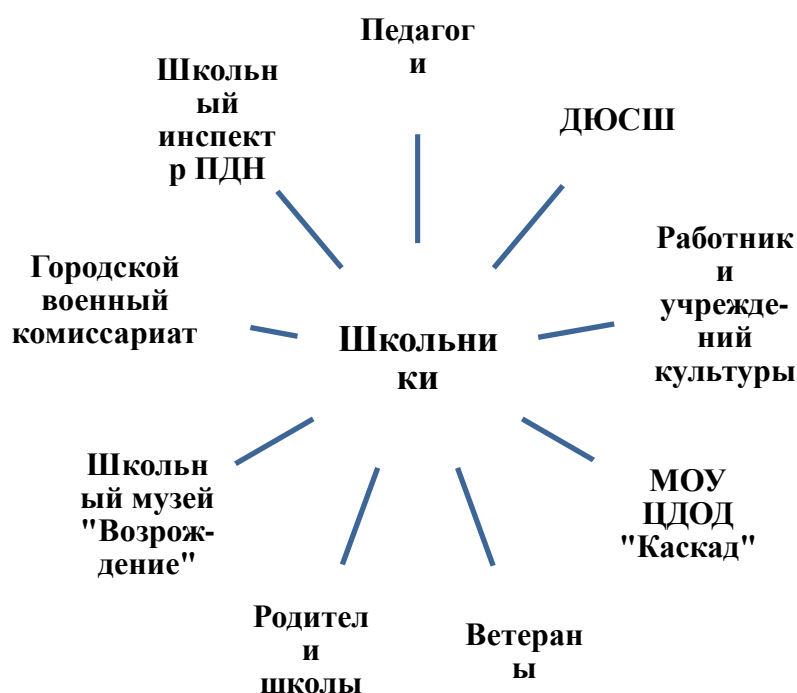 Педагог
и
ДЮСШ
Работник
и
учрежде-
ний
культуры
МОУ
ЦДОД
"Каскад"
Ветеран
ы
Родител
и
школы
Школьн
ый музей
"Возрож-
дение"
Городской
военный
комиссариат
Школьн
ый
инспект
р ПДН
Школьни
ки